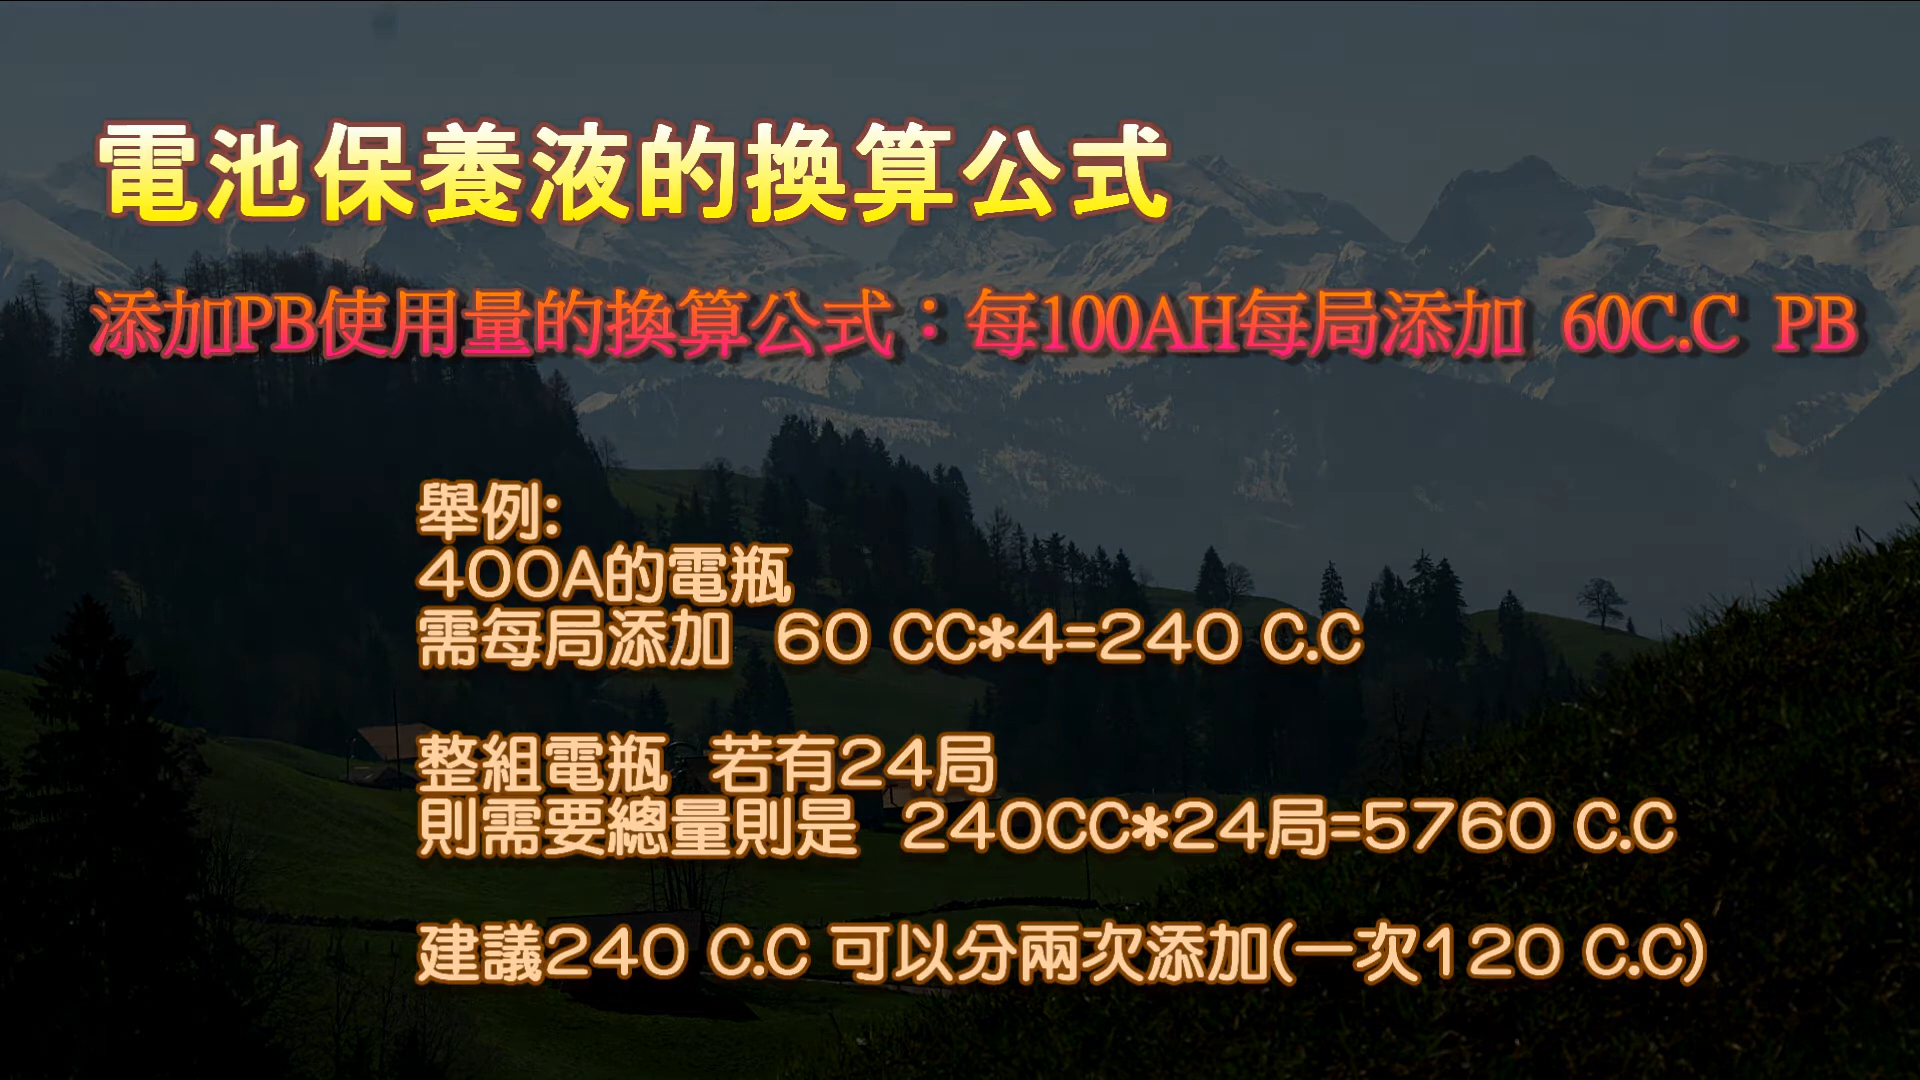 電池保養液的換算公式
添加PB使用量的換算公式：每100AH每局添加 60C.C PB
舉例:
400A的電瓶
需每局添加 60 CC*4=240 C.C
整組電瓶 若有24局
則需要總量則是 240CC*24局=5760 C.C
建議240 C.C 可以分兩次添加(一次120 C.C)